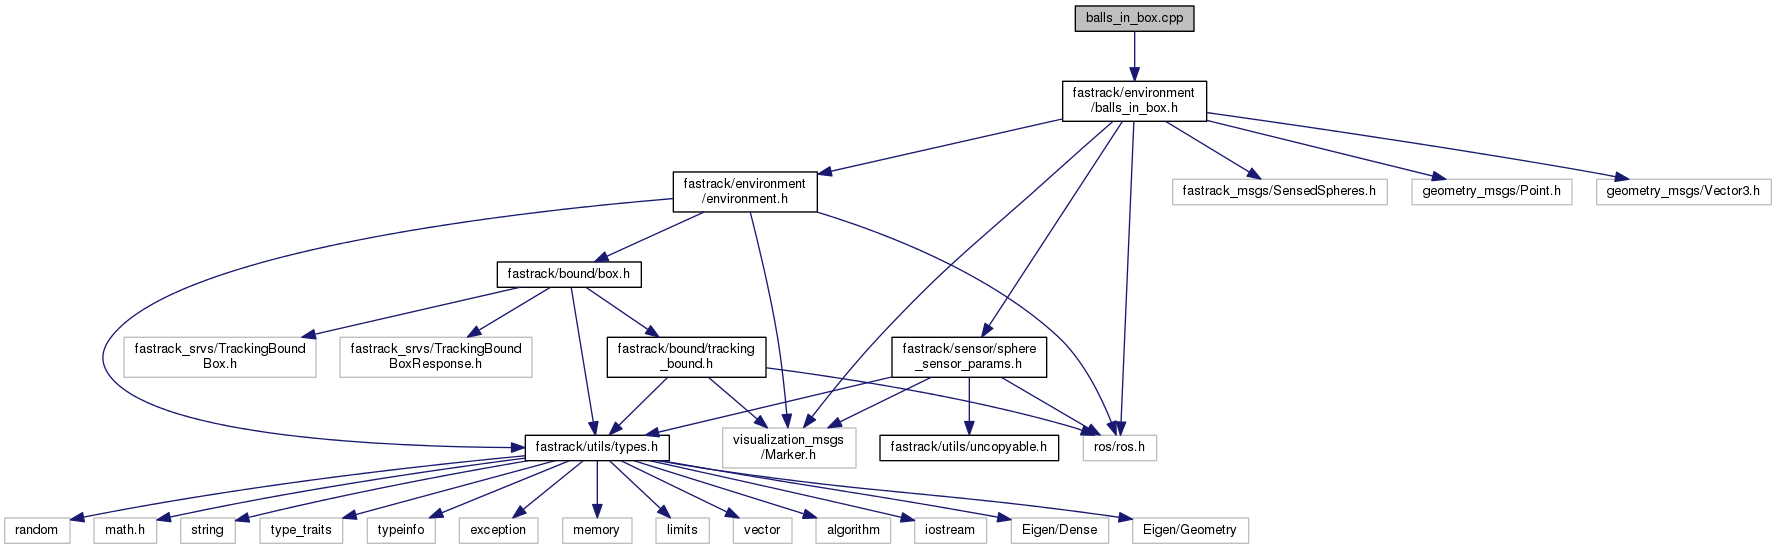 balls_in_box.cpp
fastrack/environment
/balls_in_box.h
fastrack/environment
/environment.h
fastrack_msgs/SensedSpheres.h
geometry_msgs/Point.h
geometry_msgs/Vector3.h
fastrack/bound/box.h
fastrack_srvs/TrackingBound
Box.h
fastrack_srvs/TrackingBound
BoxResponse.h
fastrack/bound/tracking
_bound.h
fastrack/sensor/sphere
_sensor_params.h
fastrack/utils/types.h
visualization_msgs
/Marker.h
fastrack/utils/uncopyable.h
ros/ros.h
random
math.h
string
type_traits
typeinfo
exception
memory
limits
vector
algorithm
iostream
Eigen/Dense
Eigen/Geometry